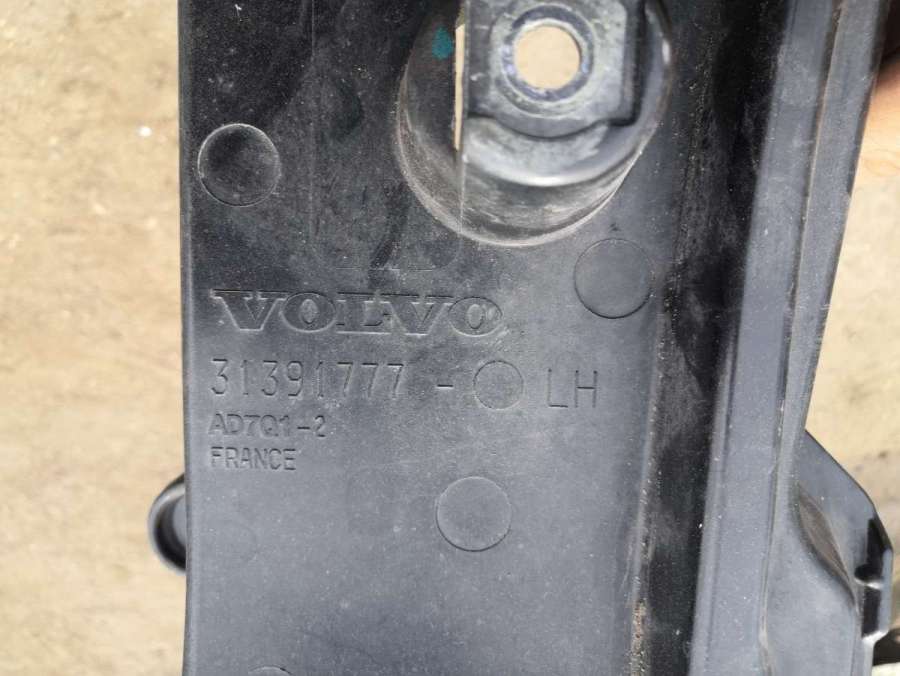 VOLVO
31391777 - LH
AD7Q1-2
FRANCE